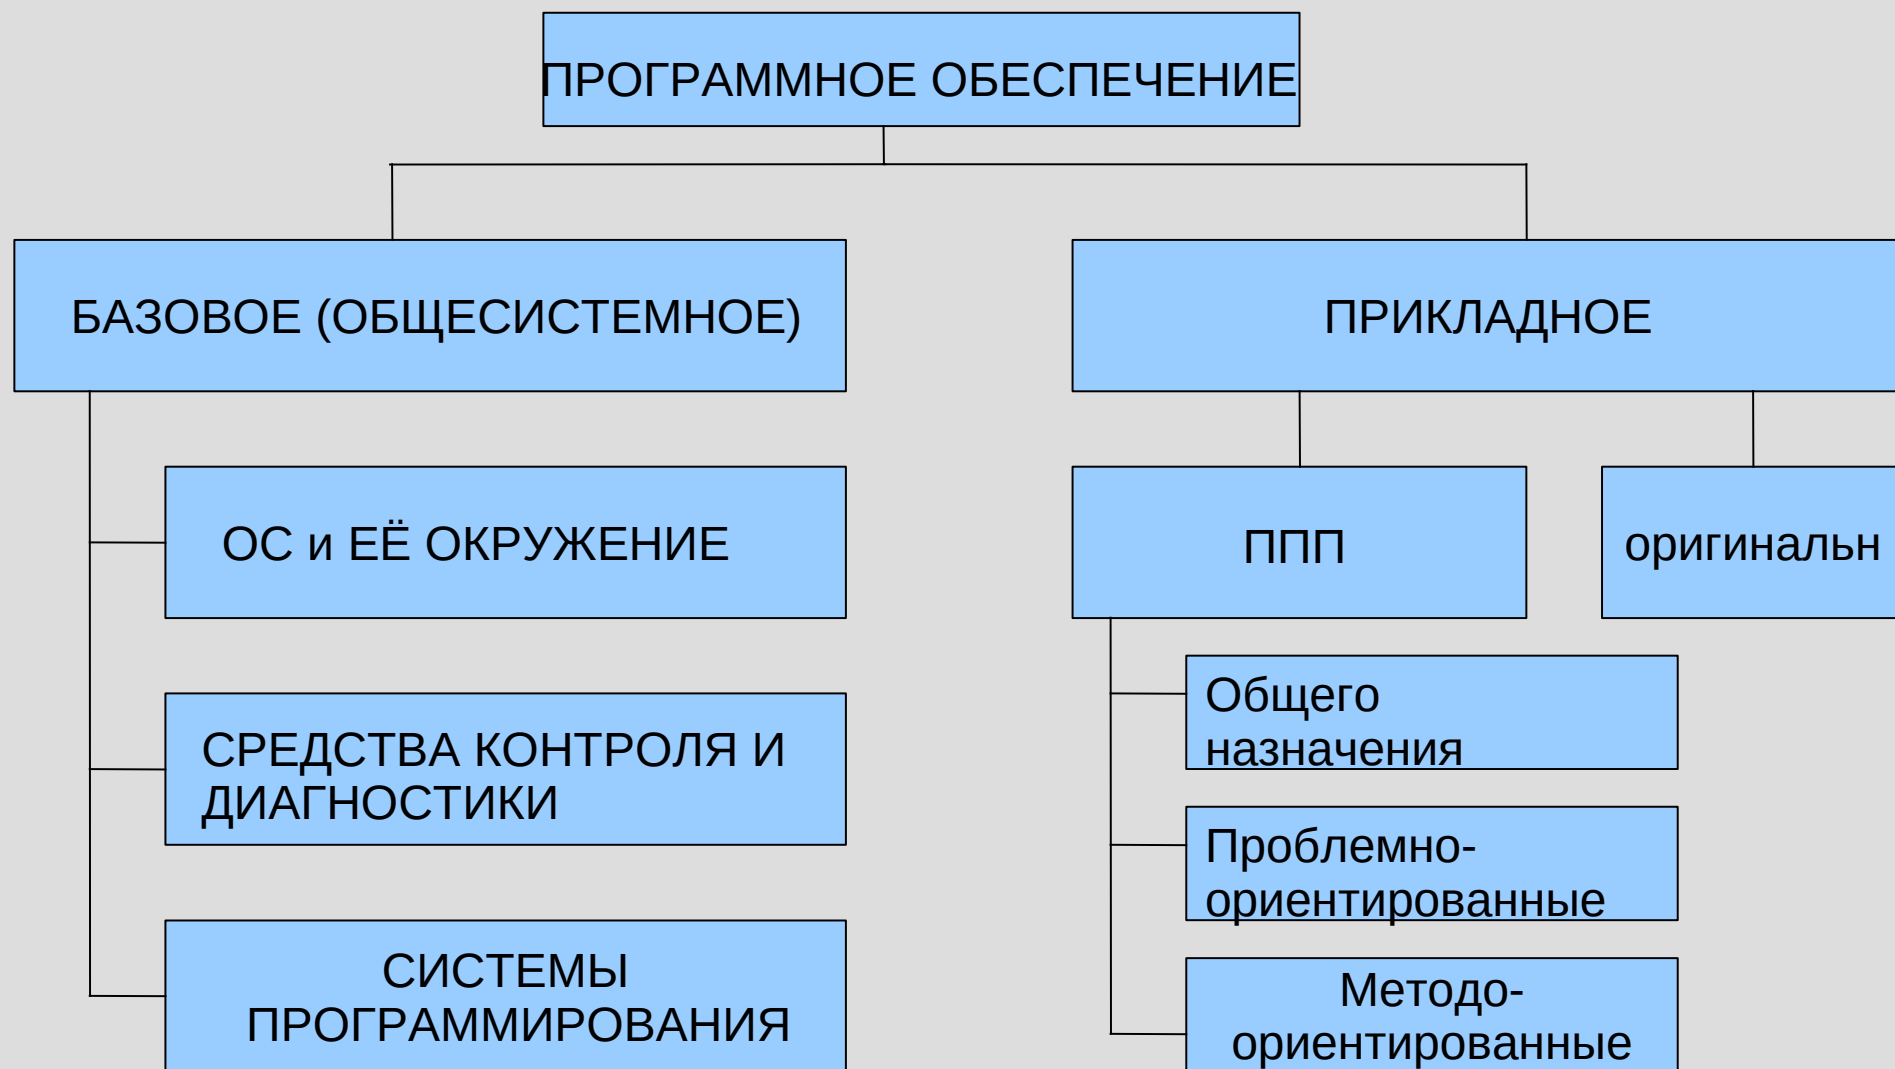 ПРОГРАММНОЕ ОБЕСПЕЧЕНИЕ
БАЗОВОЕ (ОБЩЕСИСТЕМНОЕ)
ПРИКЛАДНОЕ
ОС и ЕЁ ОКРУЖЕНИЕ
ППП
оригинальн
СРЕДСТВА КОНТРОЛЯ И
ДИАГНОСТИКИ
Общего
назначения
Проблемно-
ориентированные
СИСТЕМЫ
ПРОГРАММИРОВАНИЯ
Методо-
ориентированные